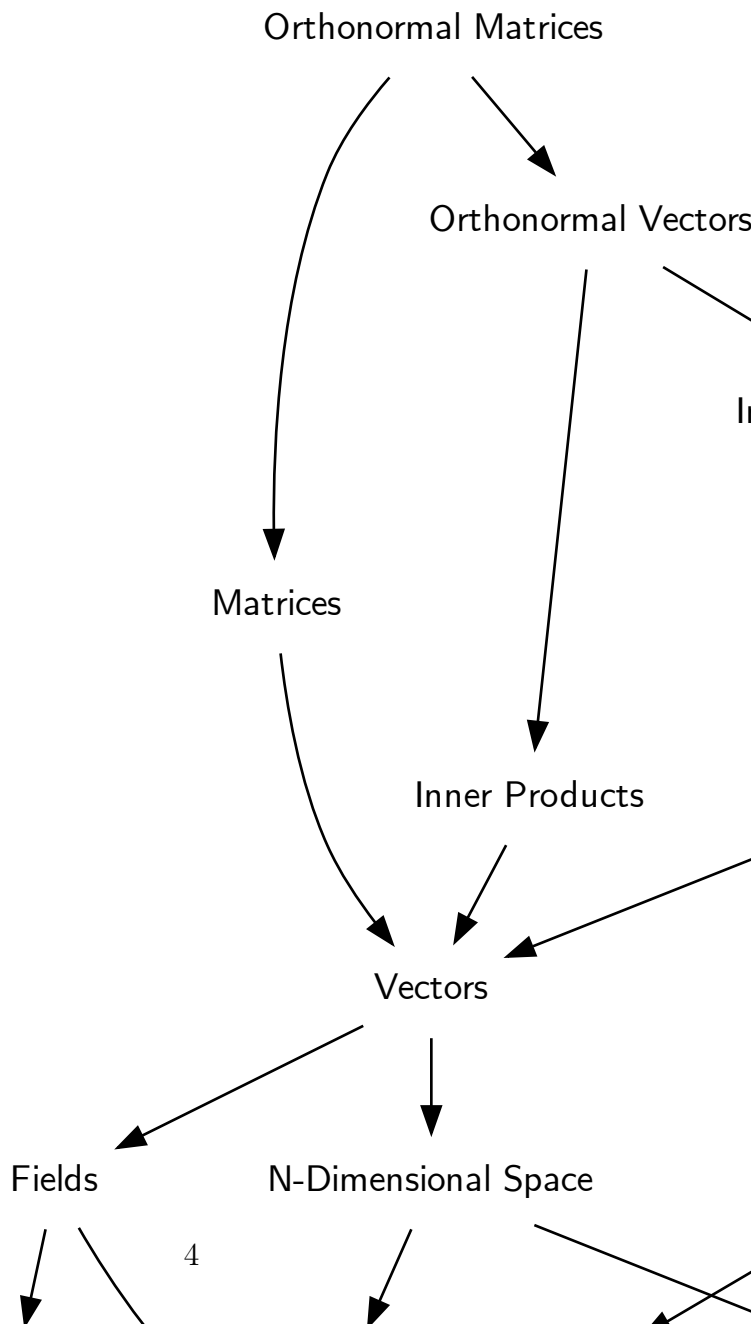 Orthonormal Matrices
Orthonormal Vectors
Matrices
Inner Products
Vectors
Fields
N-Dimensional Space
4